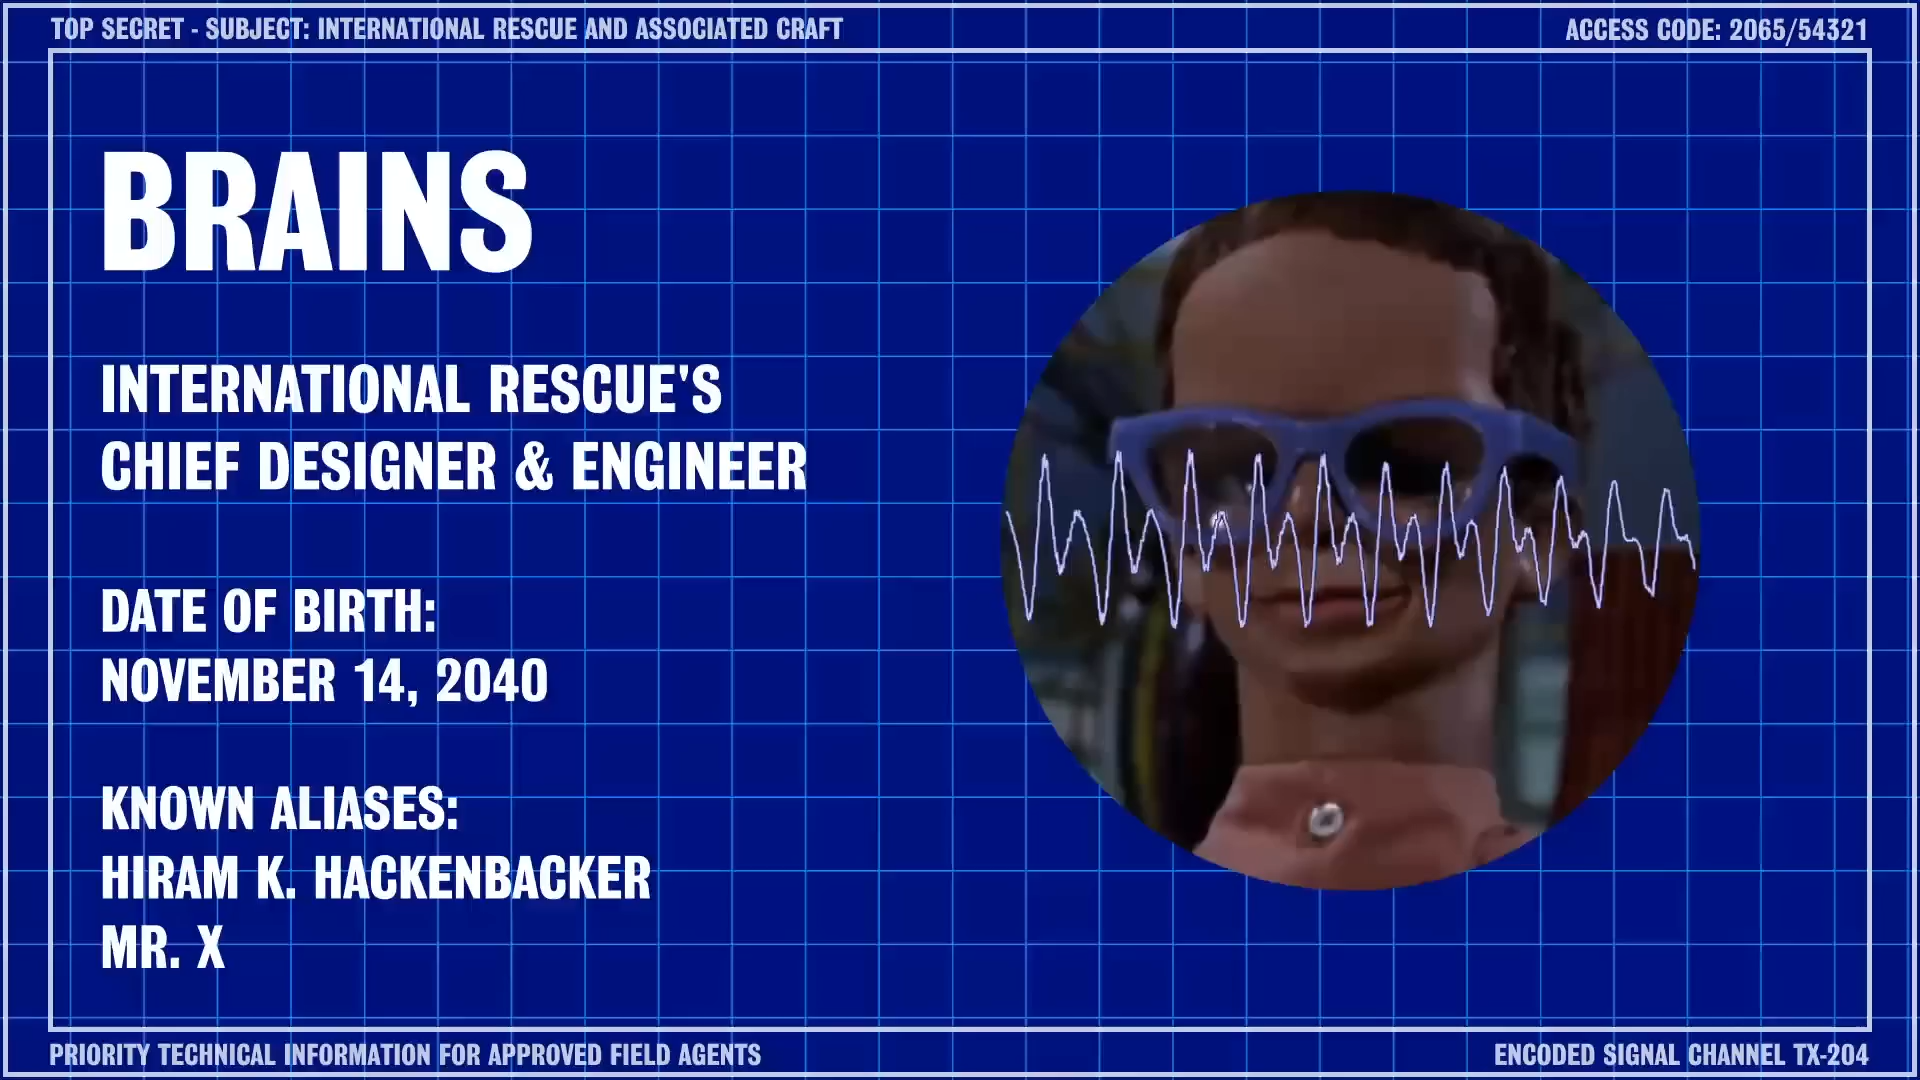 TOP SECRET - SUBJECT: INTERNATIONAL RESCUE AND ASSOCIATED CRAFT
ACCESS CODE: 2065/54321
BRAINS
INTERNATIONAL RESCUE'S
CHIEF DESIGNER & ENGINEER
DATE OF BIRTH:
NOVEMBER 14, 2040
KNOWN ALIASES:
HIRAM K. HACKENBACKER
MR. X
PRIORITY TECHNICAL INFORMATION FOR APPROVED FIELD AGENTS
ENCODED SIGNAL CHANNEL TX-204